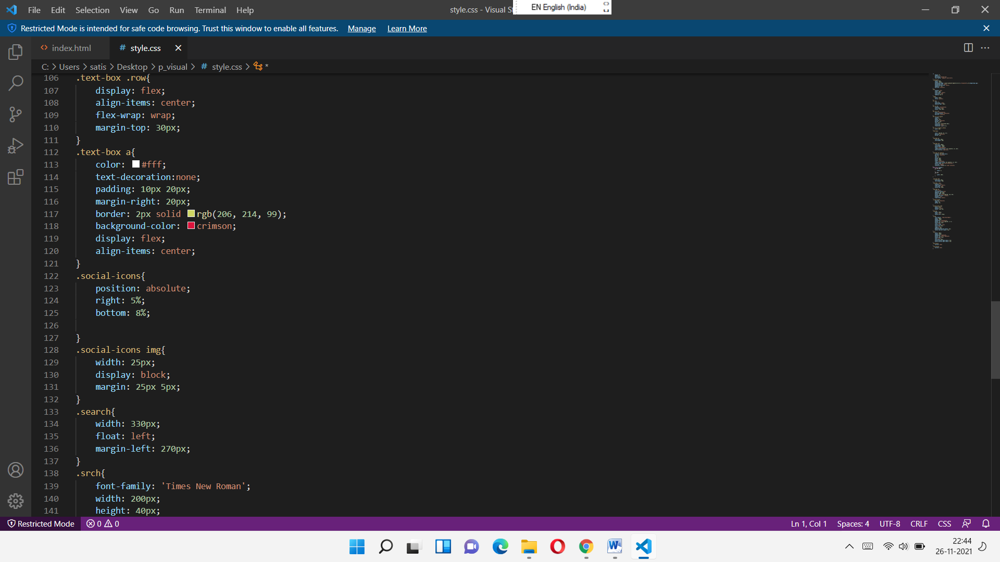 File Edit Selection View Go Run Terminal Help
style.css - Visual S
EN English (India)
Restricted Mode is intended for safe code browsing. Trust this window to enable all features. Manage Learn More
index.html
# style.css
C: > Users > satis > Desktop > p_visual > # style.css > *
106 .text-box .row{
107 display: flex;
108 align-items: center;
109 flex-wrap: wrap;
110 margin-top: 30px;
111 }
112 .text-box a{
113 color: #fff;
114 text-decoration:none;
115 padding: 10px 20px;
116 margin-right: 20px;
117 border: 2px solid rgb(206, 214, 99);
118 background-color: crimson;
119 display: flex;
120 align-items: center;
121 }
122 .social-icons{
123 position: absolute;
124 right: 5%;
125 bottom: 8%;
126
127 }
128 .social-icons img{
129 width: 25px;
130 display: block;
131 margin: 25px 5px;
132 }
133 .search{
134 width: 330px;
135 float: left;
136 margin-left: 270px;
137 }
138 .srch{
139 font-family: 'Times New Roman';
140 width: 200px;
141 height: 40px;
Restricted Mode 0 0
Ln 1, Col 1 Spaces: 4 UTF-8 CRLF CSS
22:44
26-11-2021